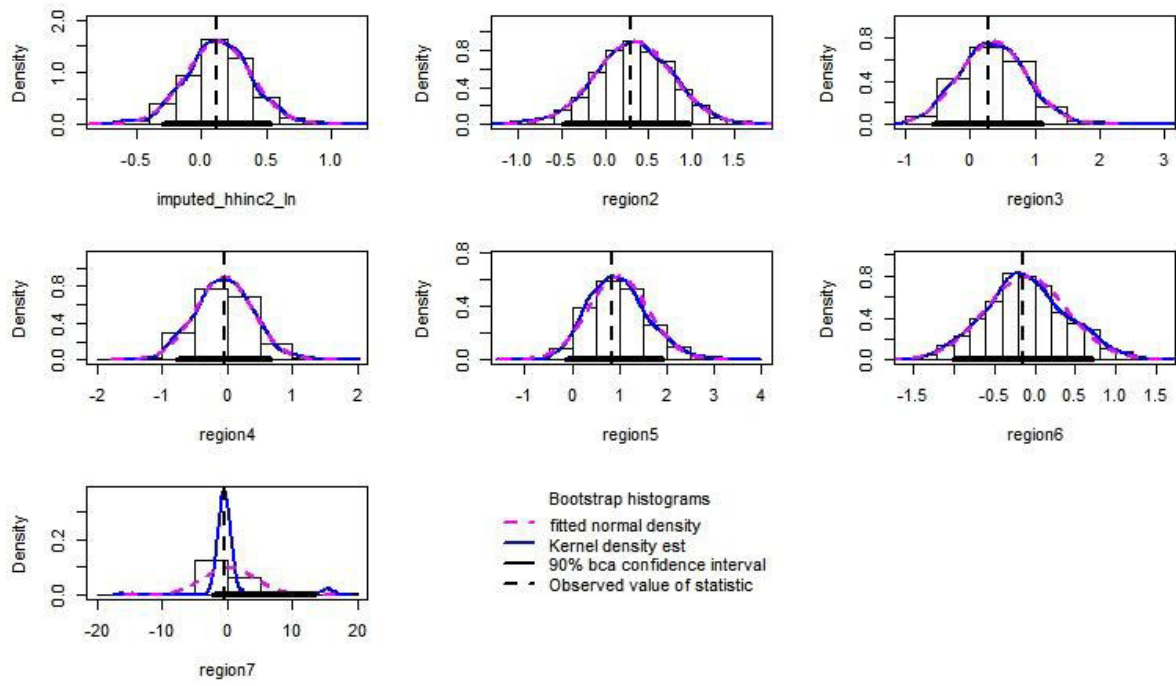 Density
0.0 1.0 2.0
-0.5 0.0 0.5 1.0
imputed_hhinc2_ln
Density
0.0 0.4 0.8
-1.0 0.0 0.5 1.5
region2
Density
0.0 0.4 0.8
-1 0 1 2 3
region3
Density
0.0 0.4 0.8
-2 -1 0 1 2
region4
Density
0.0 0.4 0.8
-1 0 1 2 3 4
region5
Density
0.0 0.4 0.8
-1.5 -0.5 0.0 0.5 1.0 1.5
region6
Density
0.0 0.2
-20 -10 0 10 20
region7
Bootstrap histograms
fitted normal density
Kernel density est
90% bca confidence interval
Observed value of statistic